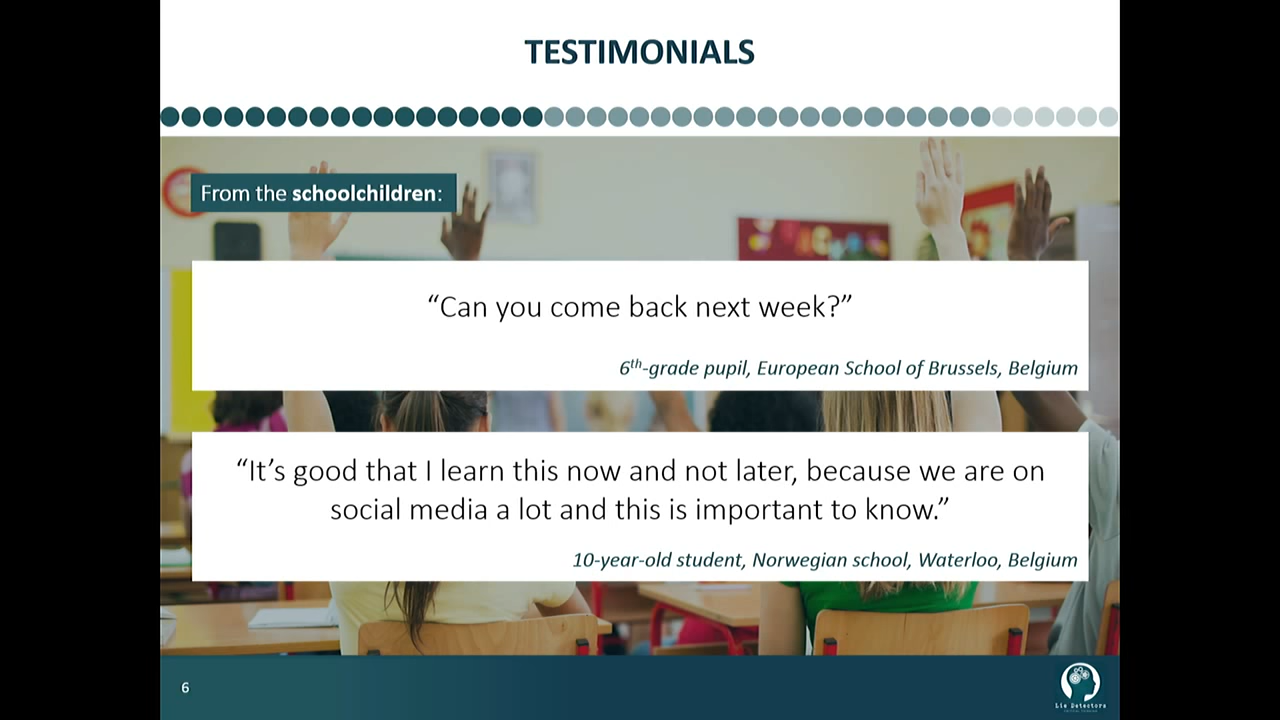 TESTIMONIALS
From the schoolchildren:
“Can you come back next week?”
6th-grade pupil, European School of Brussels, Belgium
“It’s good that I learn this now and not later, because we are on
social media a lot and this is important to know.”
10-year-old student, Norwegian school, Waterloo, Belgium
6
Lie Detectors